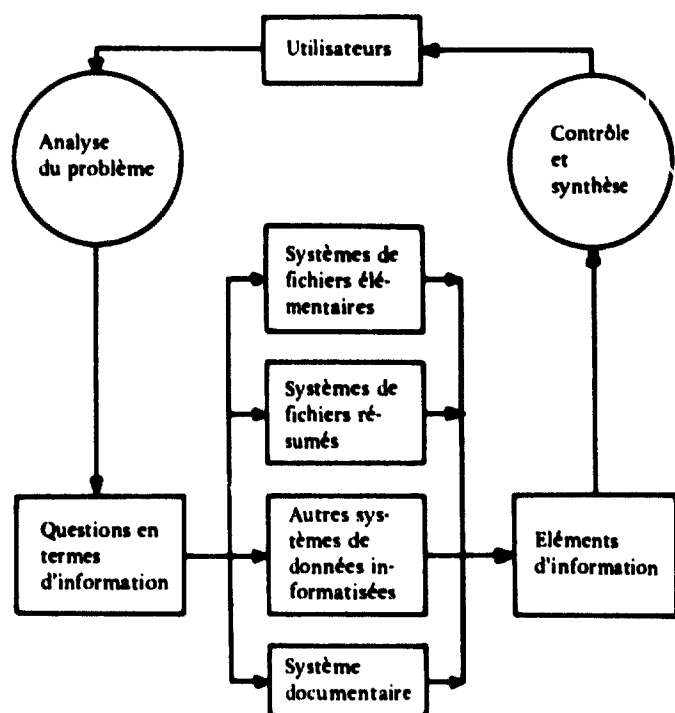 Utilisateurs
Analyse
du problème
Contrôle
et
synthèse
Systèmes de
fichiers élé-
mentaires
Systèmes de
fichiers ré-
sumés
Questions en
termes
d'information
Autres sys-
tèmes de
données in-
formatisées
Eléments
d'information
Système
documentaire